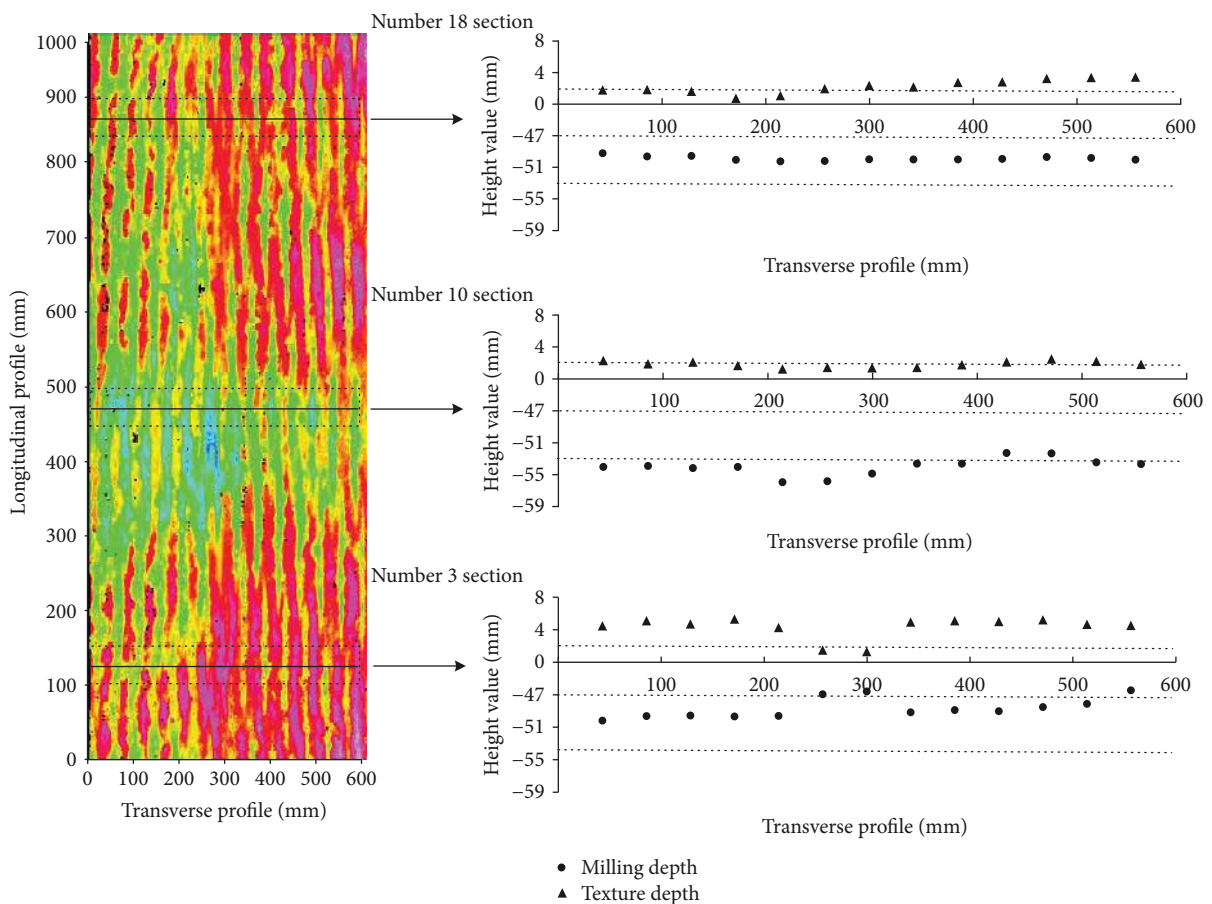 Number 18 section
1000
900
800
700
600
500
400
300
200
100
0
Longitudinal profile (mm)
0 100 200 300 400 500 600
Transverse profile (mm)
8
4
0
−47
−51
−55
−59
Height value (mm)
100 200 300 400 500 600
Transverse profile (mm)
Number 10 section
8
4
0
−47
−51
−55
−59
Height value (mm)
100 200 300 400 500 600
Transverse profile (mm)
Number 3 section
8
4
0
−47
−51
−55
−59
Height value (mm)
100 200 300 400 500 600
Transverse profile (mm)
Milling depth
Texture depth